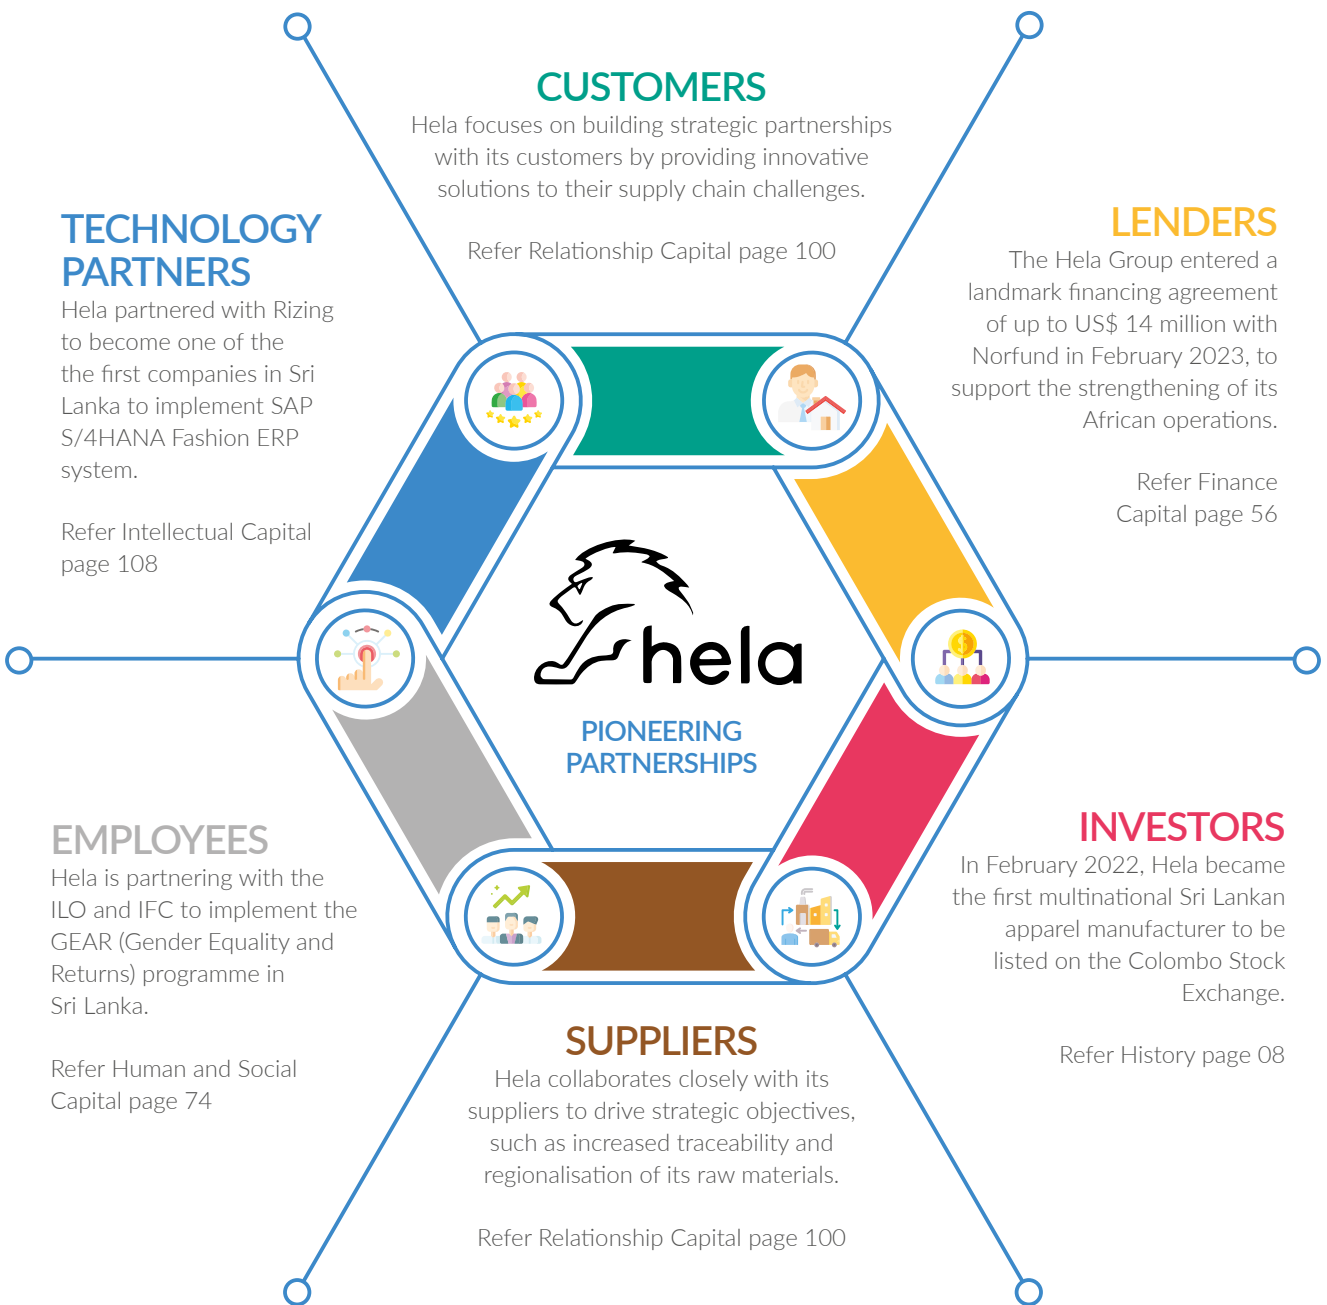 CUSTOMERS
Hela focuses on building strategic partnerships
with its customers by providing innovative
solutions to their supply chain challenges.
Refer Relationship Capital page 100
TECHNOLOGY
PARTNERS
Hela partnered with Rizing
to become one of the
the first companies in Sri
Lanka to implement SAP
S/4HANA Fashion ERP
system.
Refer Intellectual Capital
page 108
LENDERS
The Hela Group entered a
landmark financing agreement
of up to US$ 14 million with
Norfund in February 2023, to
support the strengthening of its
African operations.
Refer Finance
Capital page 56
hela
PIONEERING
PARTNERSHIPS
EMPLOYEES
Hela is partnering with the
ILO and IFC to implement the
GEAR (Gender Equality and
Returns) programme in
Sri Lanka.
Refer Human and Social
Capital page 74
INVESTORS
In February 2022, Hela became
the first multinational Sri Lankan
apparel manufacturer to be
listed on the Colombo Stock
Exchange.
Refer History page 08
SUPPLIERS
Hela collaborates closely with its
suppliers to drive strategic objectives,
such as increased traceability and
regionalisation of its raw materials.
Refer Relationship Capital page 100